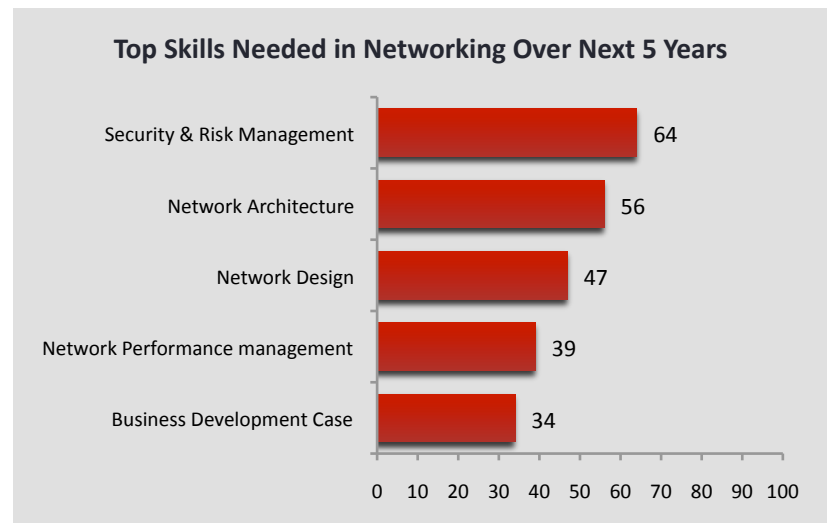 Top Skills Needed in Networking Over Next 5 Years
Security & Risk Management 64
Network Architecture 56
Network Design 47
Network Performance management 39
Business Development Case 34
0 10 20 30 40 50 60 70 80 90 100